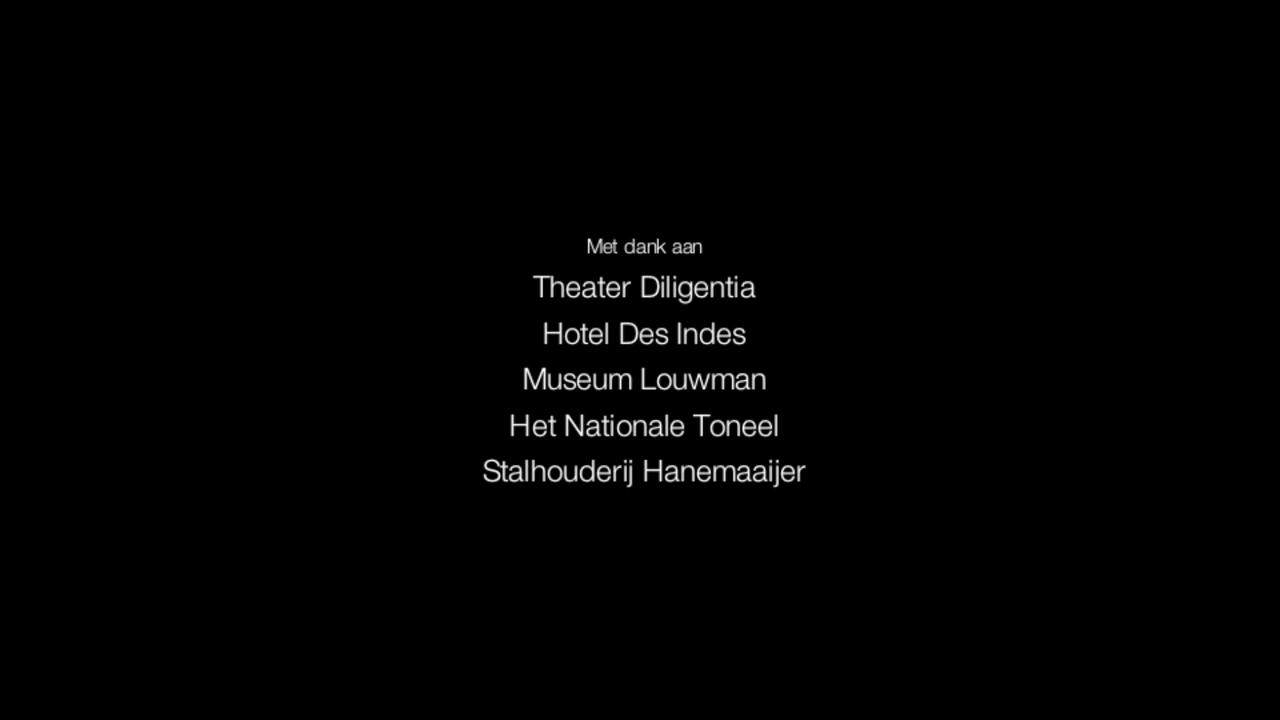 Met dank aan
Theater Diligentia
Hotel Des Indes
Museum Louwman
Het Nationale Toneel
Stalhouderij Hanemaaijer